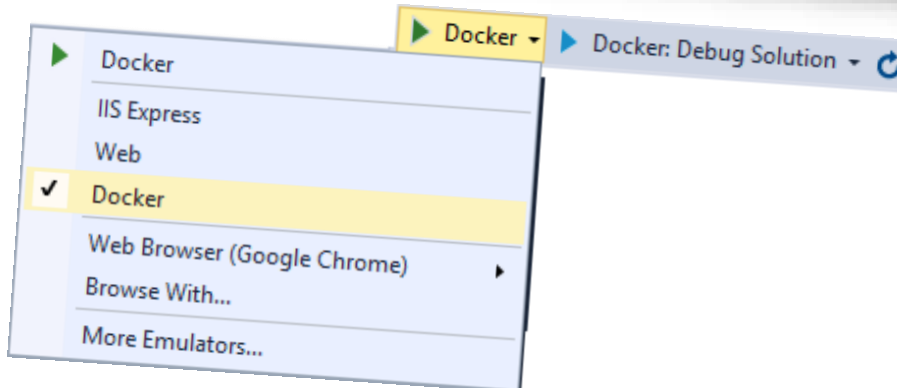 Docker
Docker: Debug Solution
Docker
IIS Express
Web
Docker
Web Browser (Google Chrome)
Browse With...
More Emulators...